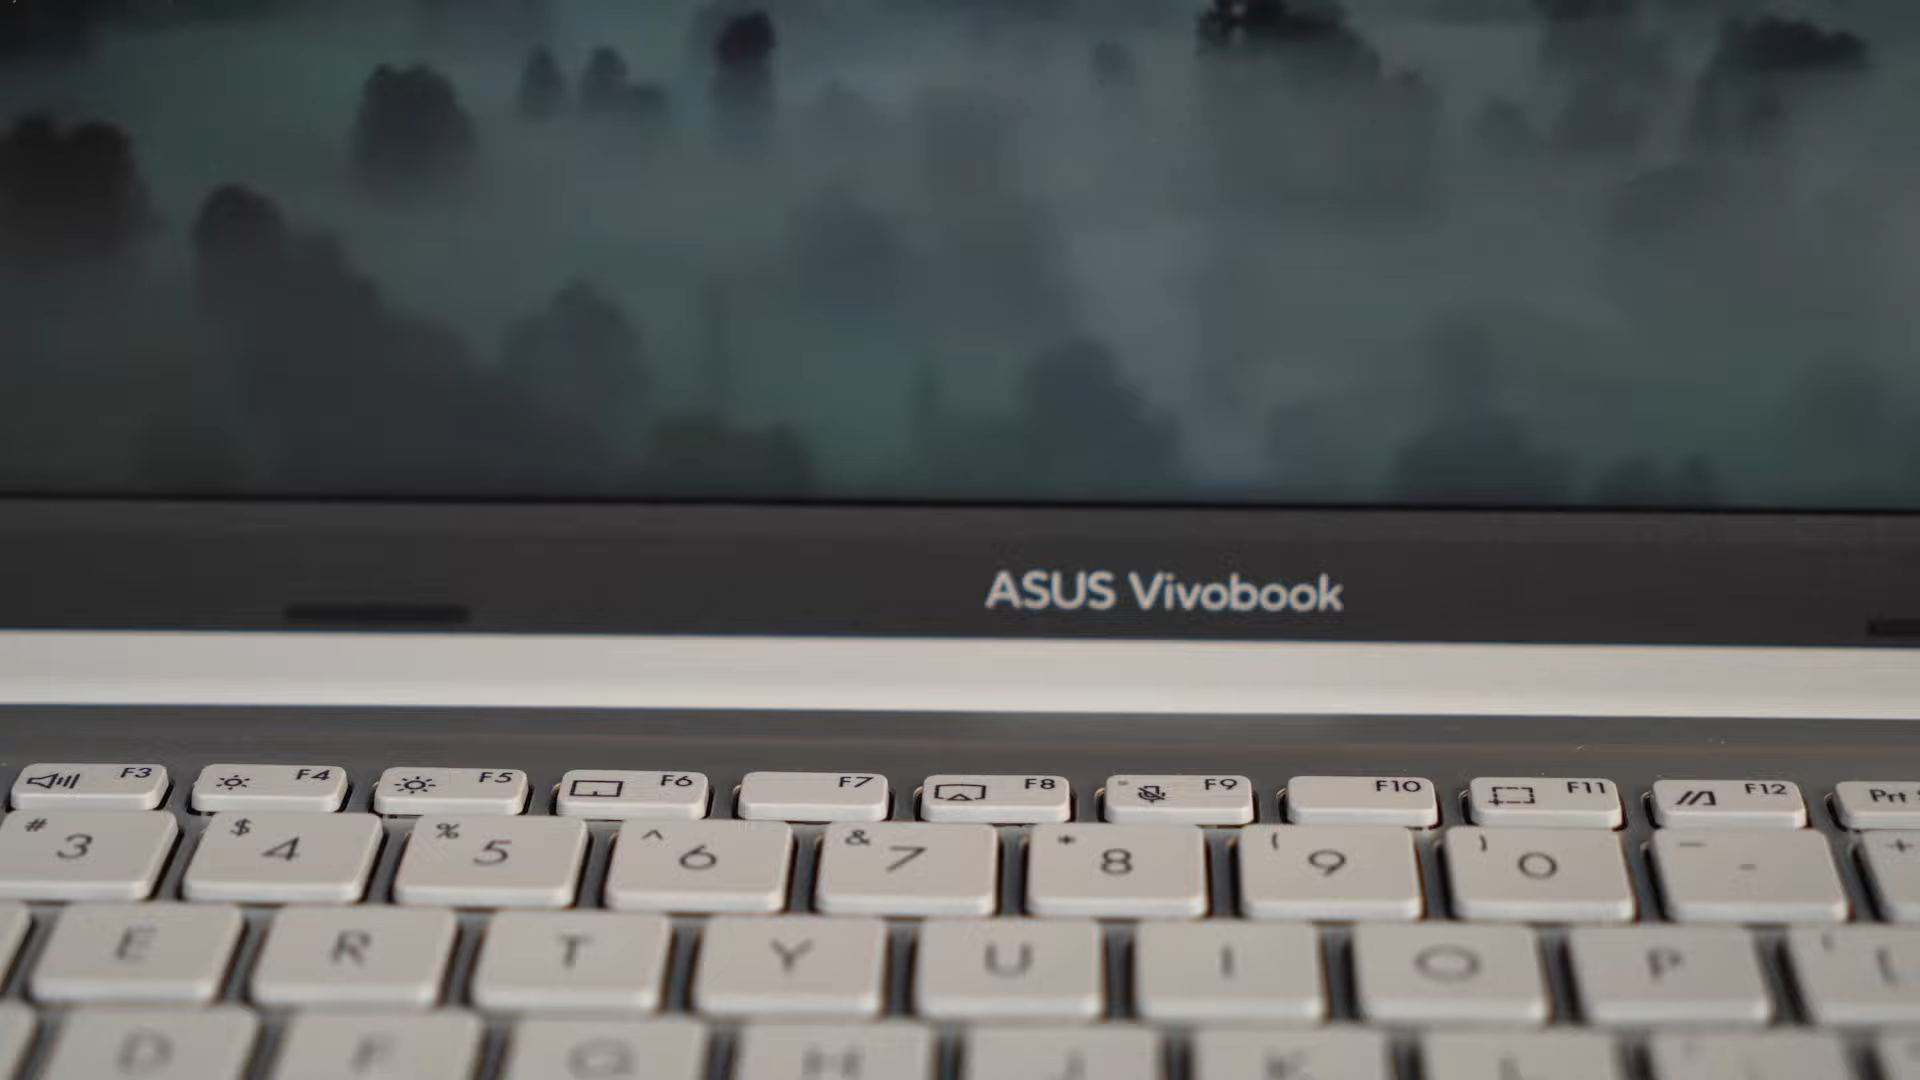 ASUS Vivobook
F3 F4 F5 F6 F7 F8 F9 F10 F11 F12 Prt
# $ % ^ & * ( ) _ +
3 4 5 6 7 8 9 0 -
E R T Y U I O P
D F G H J K L